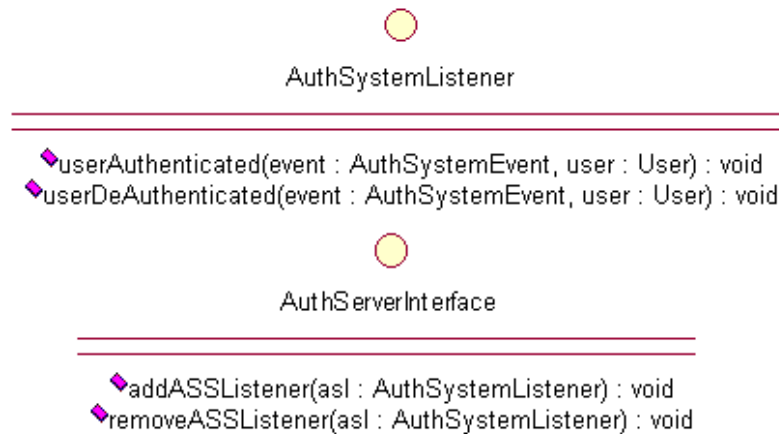 AuthSystemListener
userAuthenticated(event : AuthSystemEvent, user : User) : void
userDeAuthenticated(event : AuthSystemEvent, user : User) : void
AuthServerInterface
addASSListener(asl : AuthSystemListener) : void
removeASSListener(asl : AuthSystemListener) : void